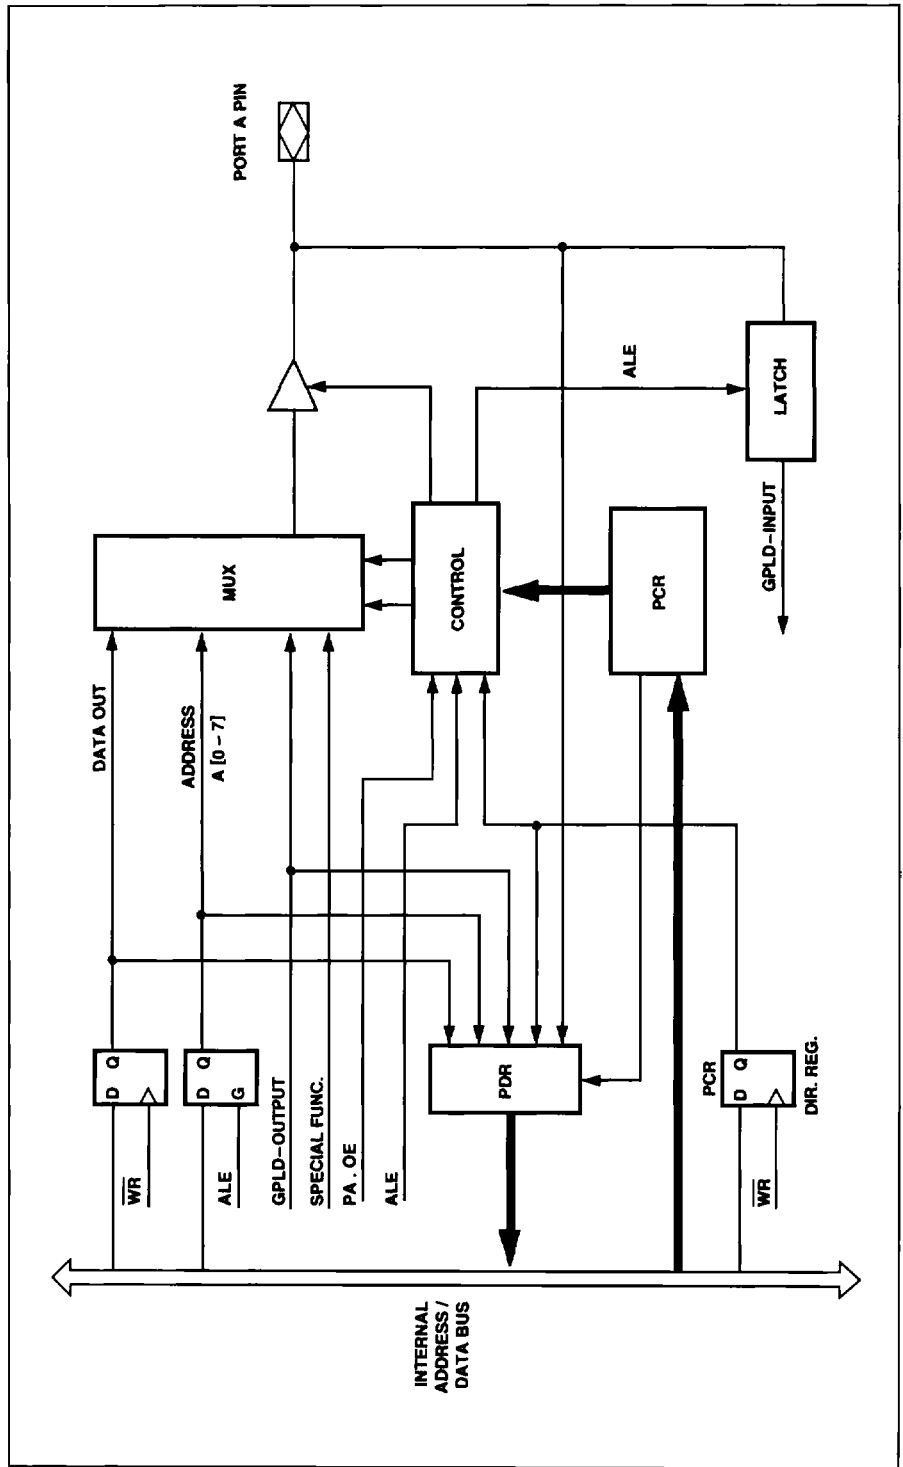 PORT A PIN
DATA OUT
ADDRESS
A [0 – 7]
MUX
CONTROL
ALE
LATCH
GPLD–INPUT
PCR
D Q
WR
D Q
G
ALE
GPLD–OUTPUT
SPECIAL FUNC.
PA . OE
ALE
PDR
PCR
D Q
WR
DIR. REG.
INTERNAL
ADDRESS /
DATA BUS